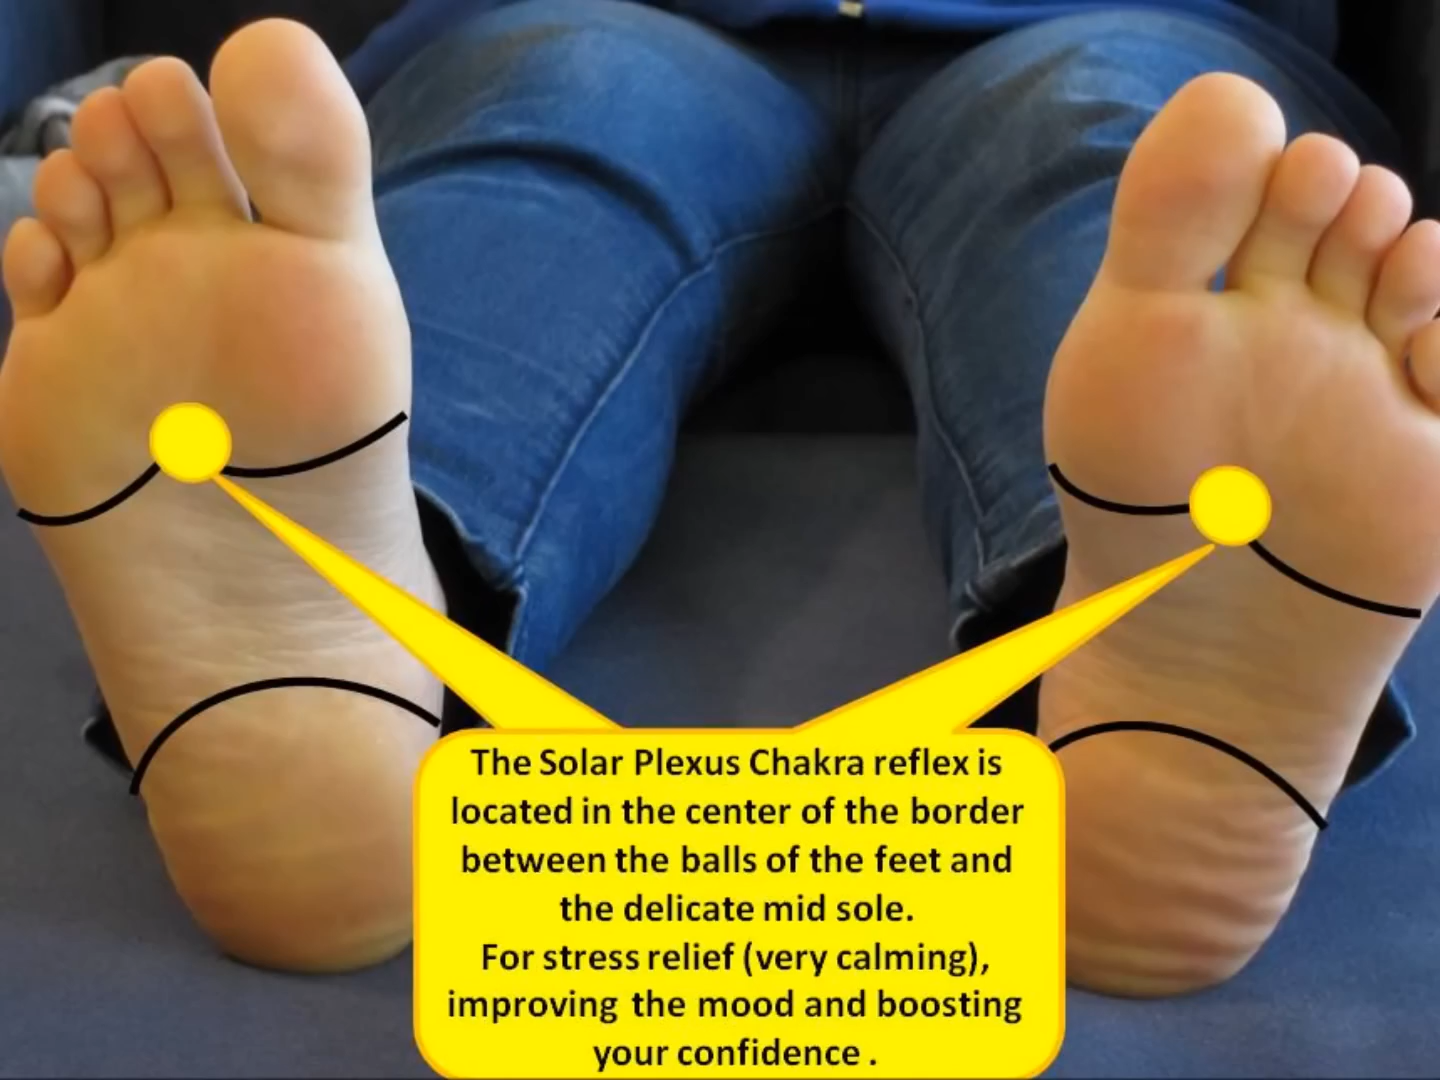 The Solar Plexus Chakra reflex is
located in the center of the border
between the balls of the feet and
the delicate mid sole.
For stress relief (very calming),
improving the mood and boosting
your confidence .